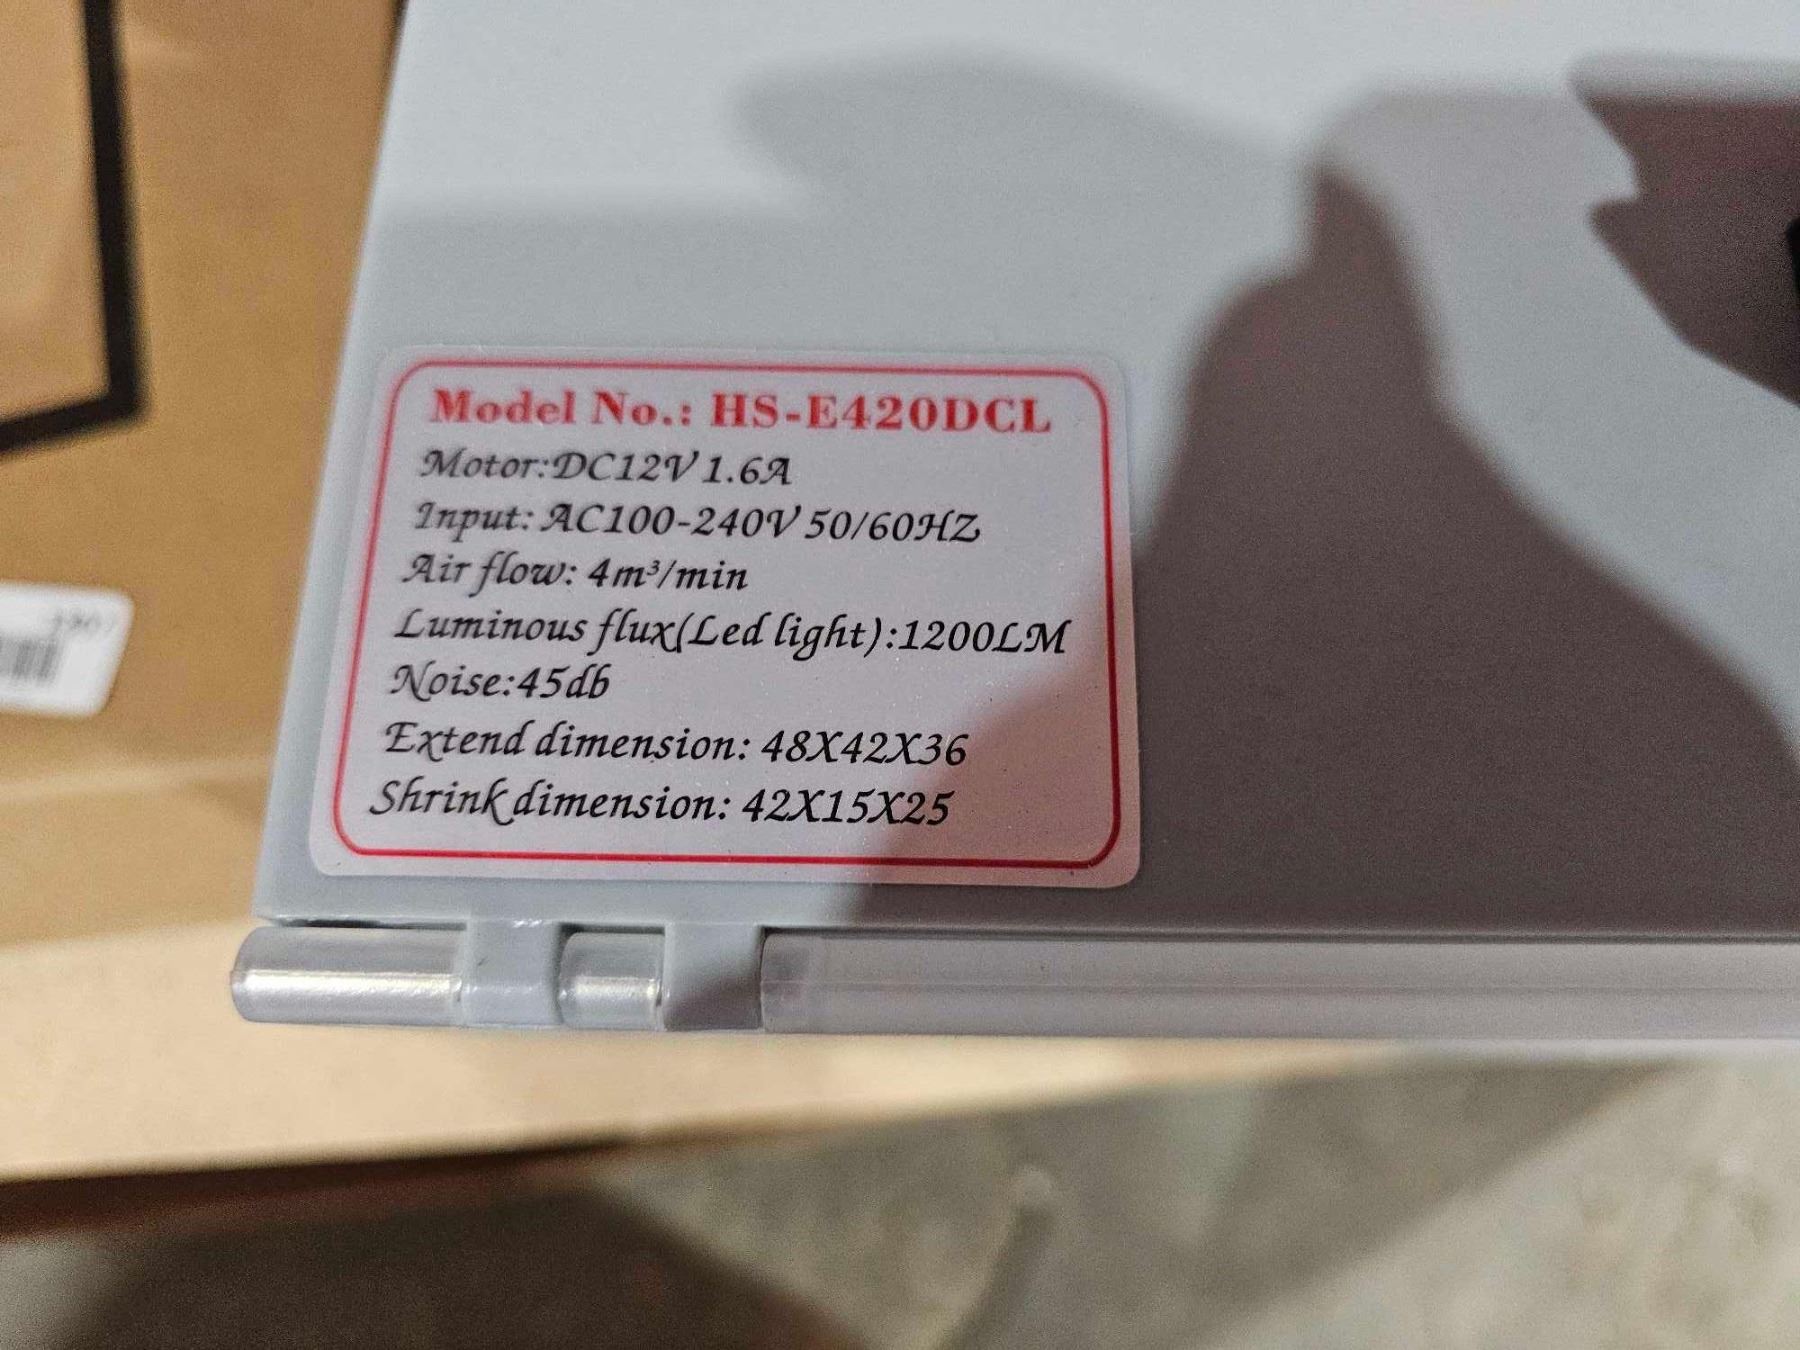 Model No.: HS-E420DCL
Motor:DC12V 1.6A
Input: AC100-240V 50/60HZ
Air flow: 4m³/min
Luminous flux(Led light):1200LM
Noise:45db
Extend dimension: 48X42X36
Shrink dimension: 42X15X25